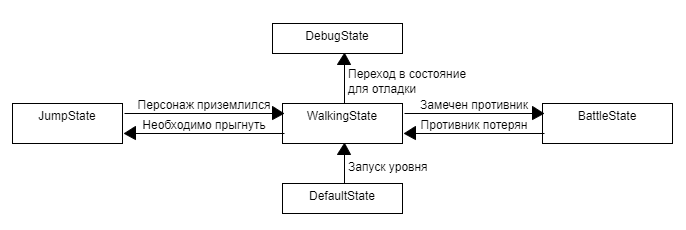 DebugState
Переход в состояние
для отладки
Персонаж приземлился
Замечен противник
JumpState
WalkingState
BattleState
Необходимо прыгнуть
Противник потерян
Запуск уровня
DefaultState